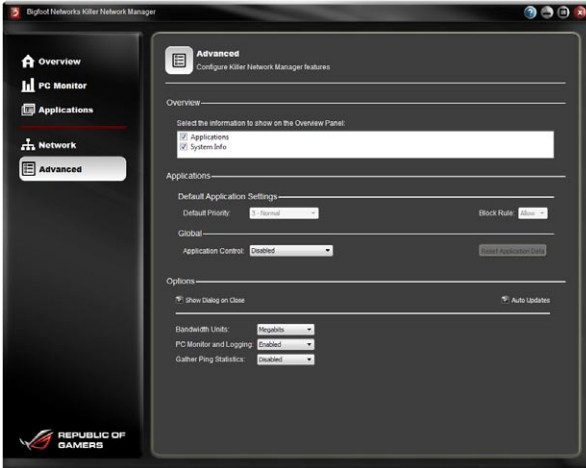 Bigfoot Networks Killer Network Manager
Overview
PC Monitor
Applications
Network
Advanced
REPUBLIC OF
GAMERS
Advanced
Configure Killer Network Manager features
Overview
Select the information to show on the Overview Panel:
Applications
System Info
Applications
Default Application Settings
Default Priority: 3 - Normal Block Rule: Allow
Global
Application Control: Disabled Reset Application Data
Options
Show Dialog on Close Auto Updates
Bandwidth Units: Megabits
PC Monitor and Logging: Enabled
Gather Ping Statistics: Disabled